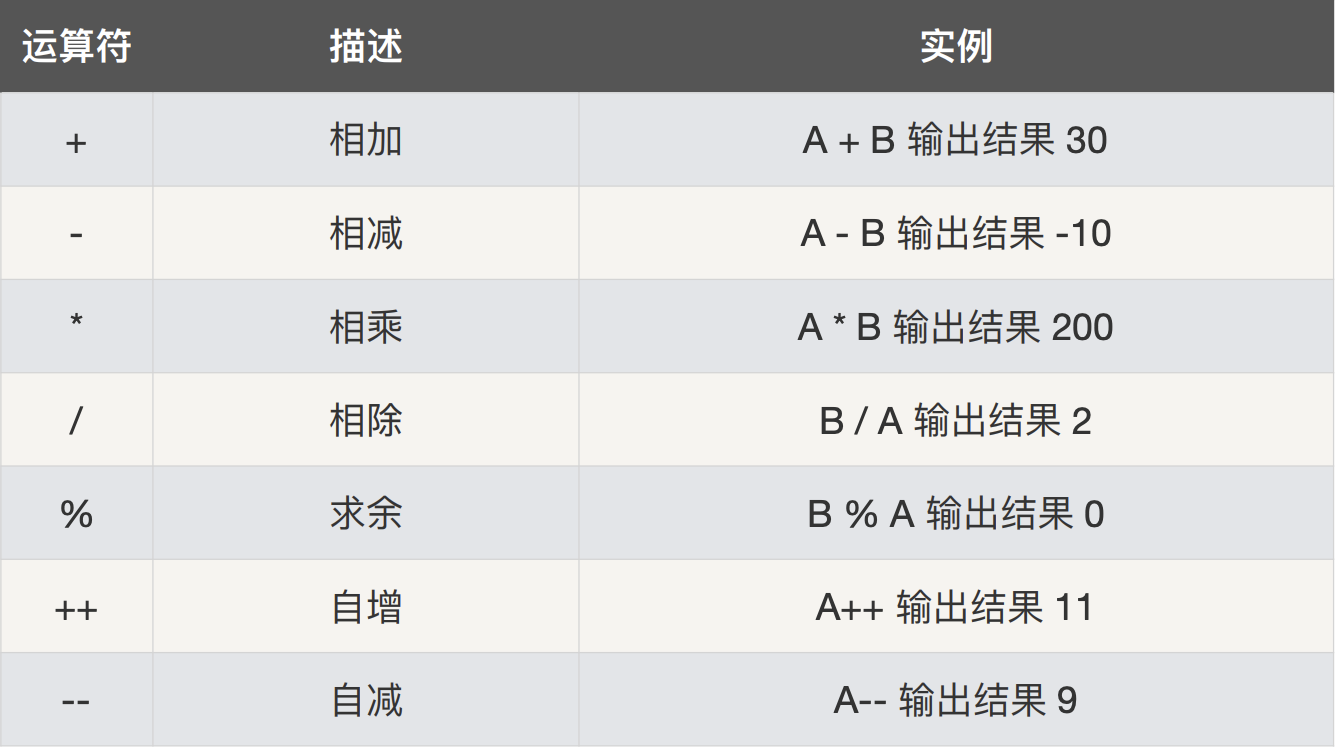 运算符 描述 实例
+ 相加 A + B 输出结果 30
- 相减 A - B 输出结果 -10
* 相乘 A * B 输出结果 200
/ 相除 B / A 输出结果 2
% 求余 B % A 输出结果 0
++ 自增 A++ 输出结果 11
-- 自减 A-- 输出结果 9